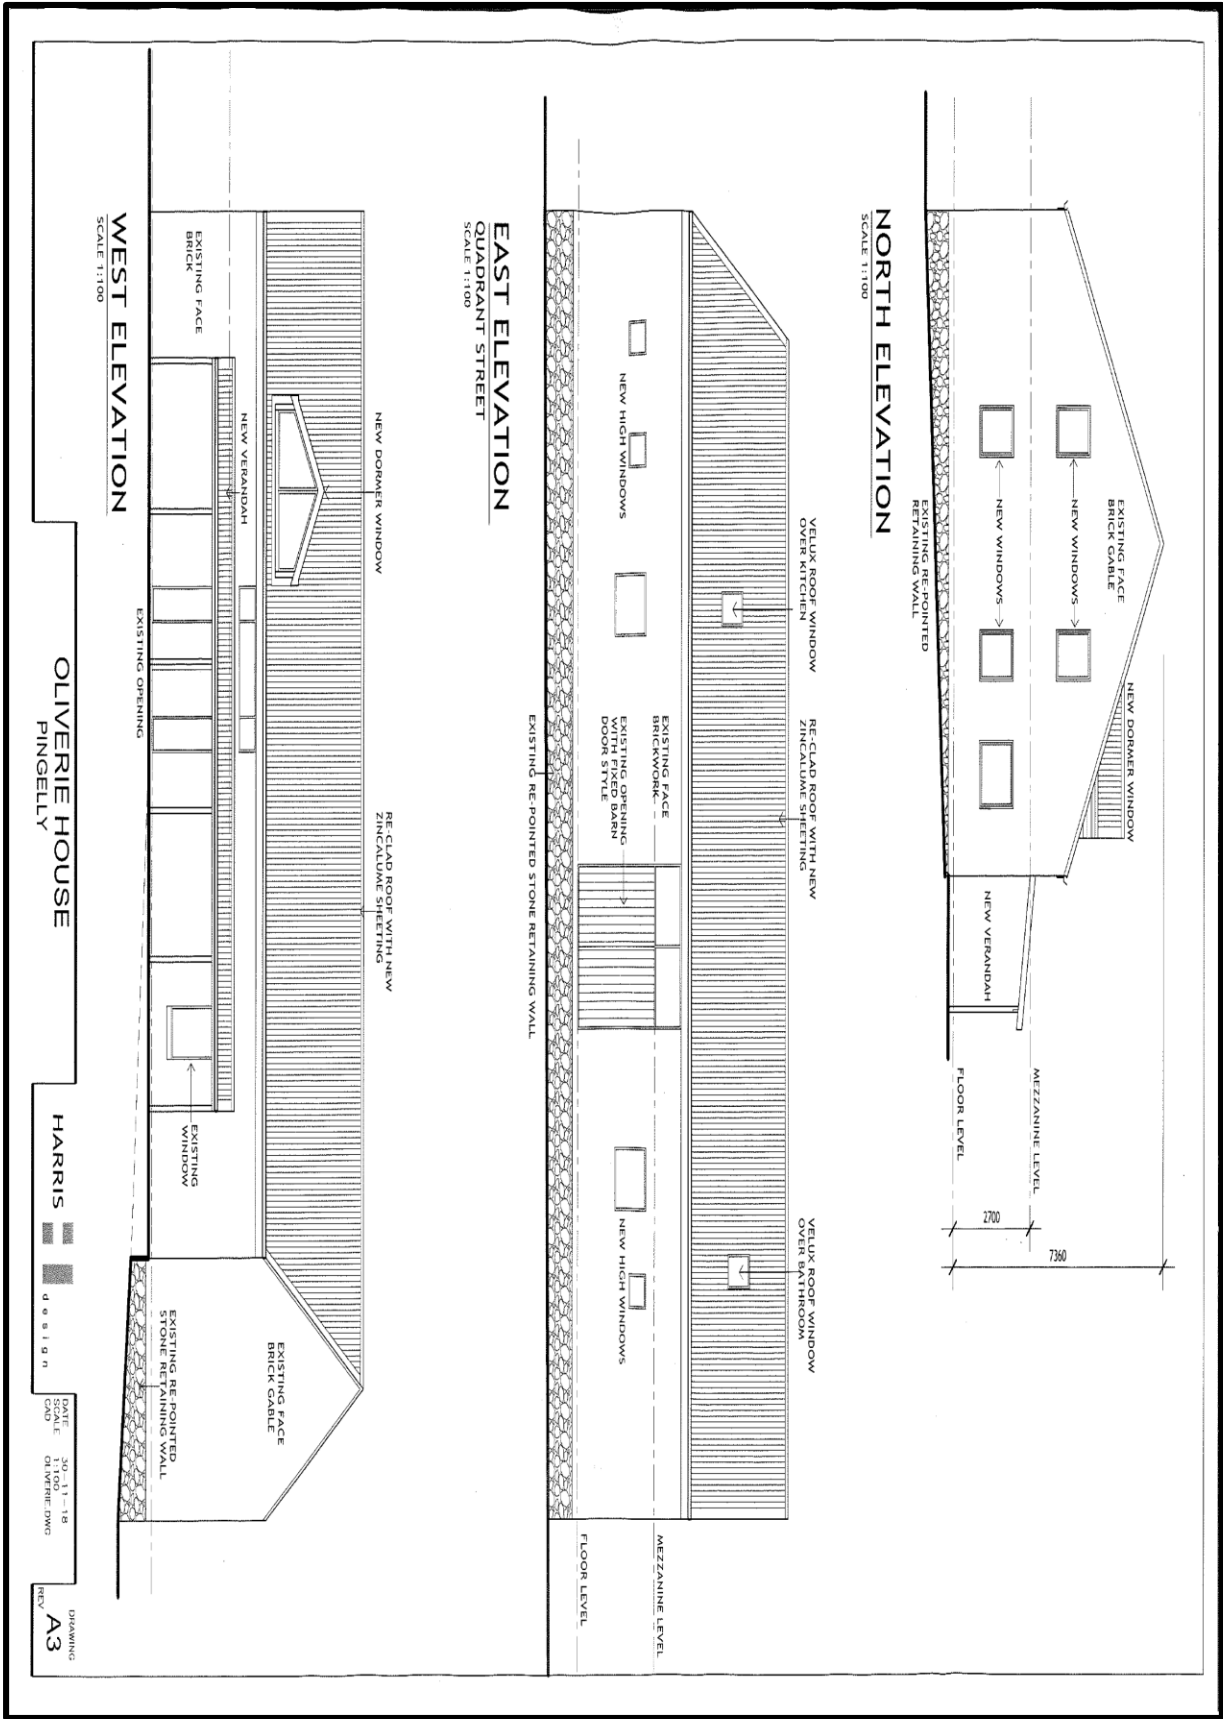 EXISTING FACE
BRICK GABLE
NEW WINDOWS
NEW WINDOWS
NEW DORMER WINDOW
NEW VERANDAH
MEZZANINE LEVEL
FLOOR LEVEL
2700
7360
EXISTING RE-POINTED
RETAINING WALL
NORTH ELEVATION
SCALE 1:100
VELUX ROOF WINDOW
OVER KITCHEN
RE-CLAD ROOF WITH NEW
ZINCALUME SHEETING
VELUX ROOF WINDOW
OVER BATHROOM
NEW HIGH WINDOWS
EXISTING FACE
BRICKWORK
EXISTING OPENING
WITH FIXED BARN
DOOR STYLE
NEW HIGH WINDOWS
MEZZANINE LEVEL
FLOOR LEVEL
EXISTING RE-POINTED STONE RETAINING WALL
EAST ELEVATION
QUADRANT STREET
SCALE 1:100
NEW DORMER WINDOW
RE-CLAD ROOF WITH NEW
ZINCALUME SHEETING
EXISTING FACE
BRICK
NEW VERANDAH
EXISTING OPENING
EXISTING
WINDOW
EXISTING FACE
BRICK GABLE
EXISTING RE-POINTED
STONE RETAINING WALL
WEST ELEVATION
SCALE 1:100
OLIVERIE HOUSE
PINGELLY
HARRIS
design
DATE 30-11-18
SCALE 1:100
CAD OLIVERIE.DWG
DRAWING
REV A3